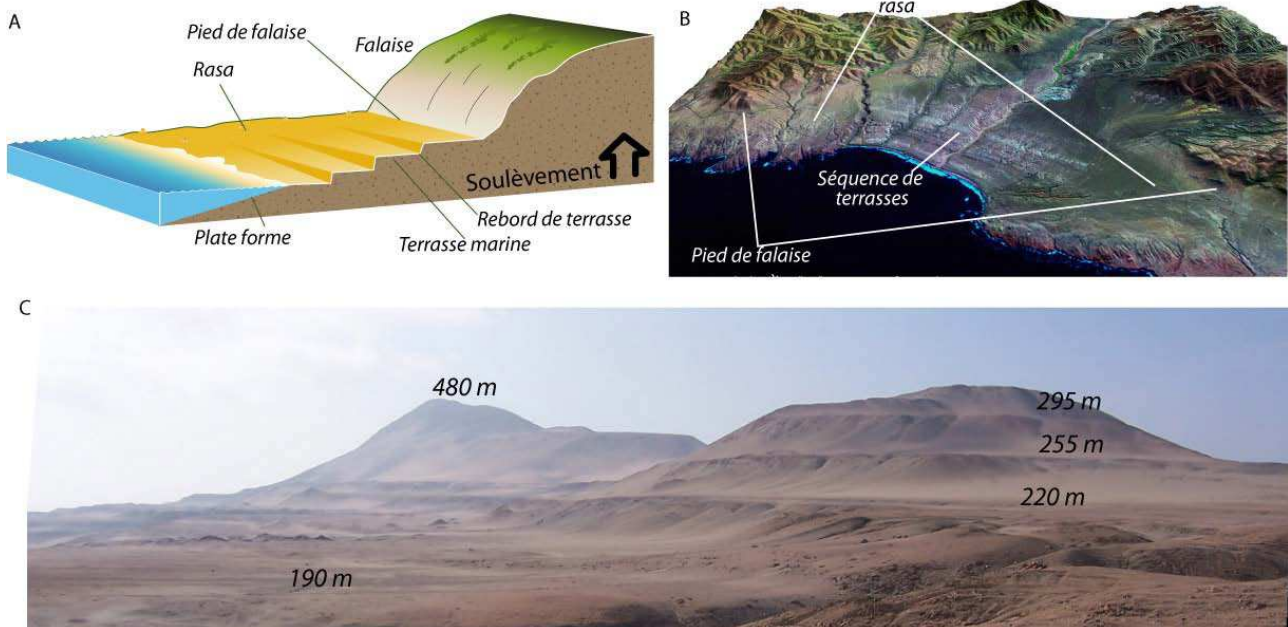 A
Pied de falaise
Falaise
Rasa
Soulèvement
Rebord de terrasse
Terrasse marine
Plate forme
B
rasa
Séquence de
terrasses
Pied de falaise
C
480 m
295 m
255 m
220 m
190 m